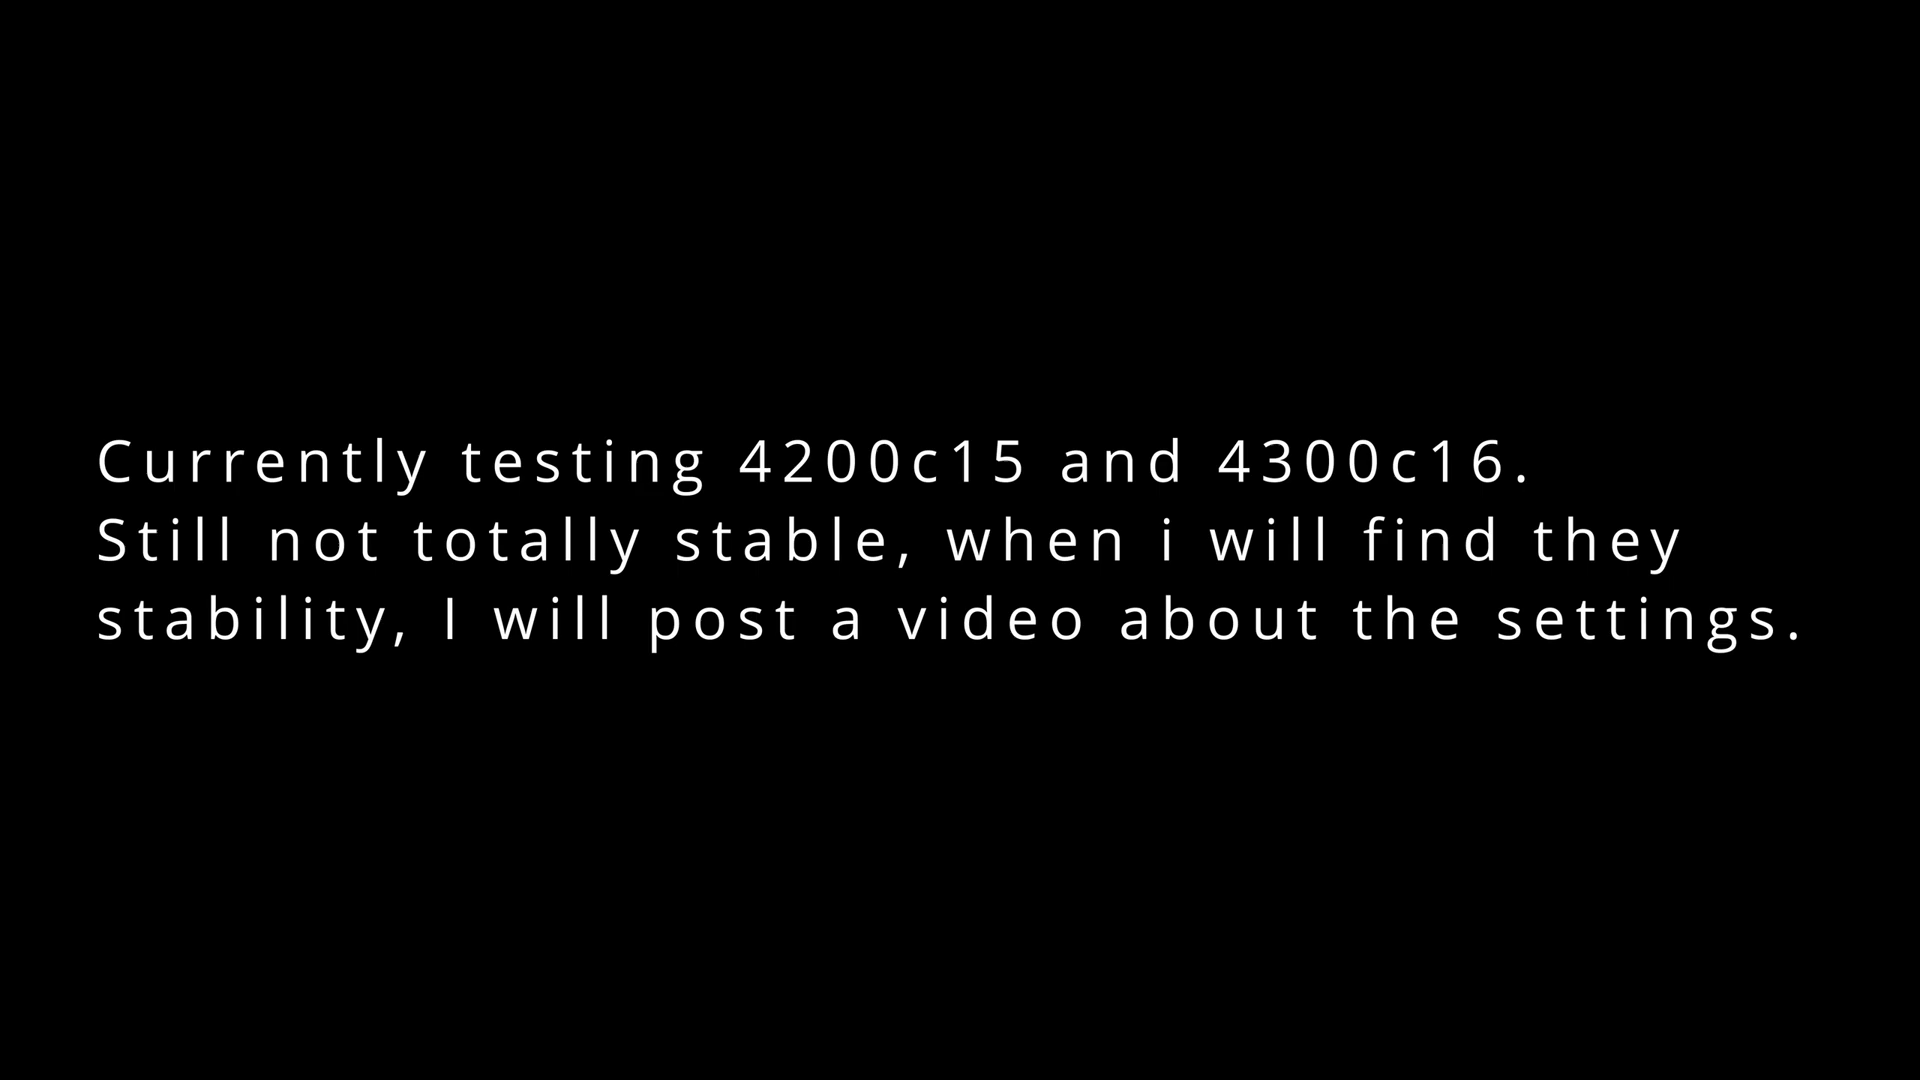 Currently testing 4200c15 and 4300c16.
Still not totally stable, when i will find they
stability, I will post a video about the settings.